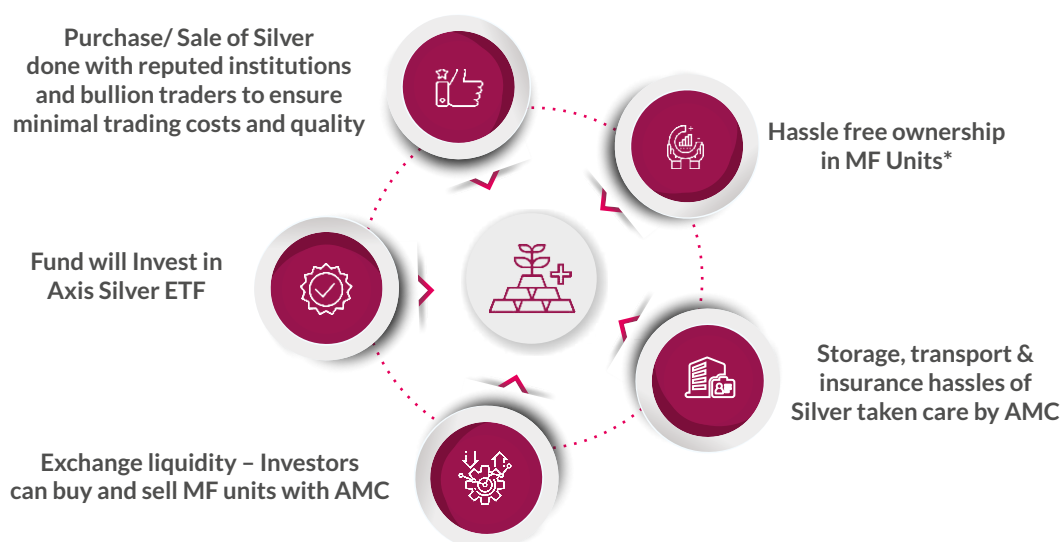 Purchase/ Sale of Silver
done with reputed institutions
and bullion traders to ensure
minimal trading costs and quality
Hassle free ownership
in MF Units*
Fund will Invest in
Axis Silver ETF
Storage, transport &
insurance hassles of
Silver taken care by AMC
Exchange liquidity – Investors
can buy and sell MF units with AMC